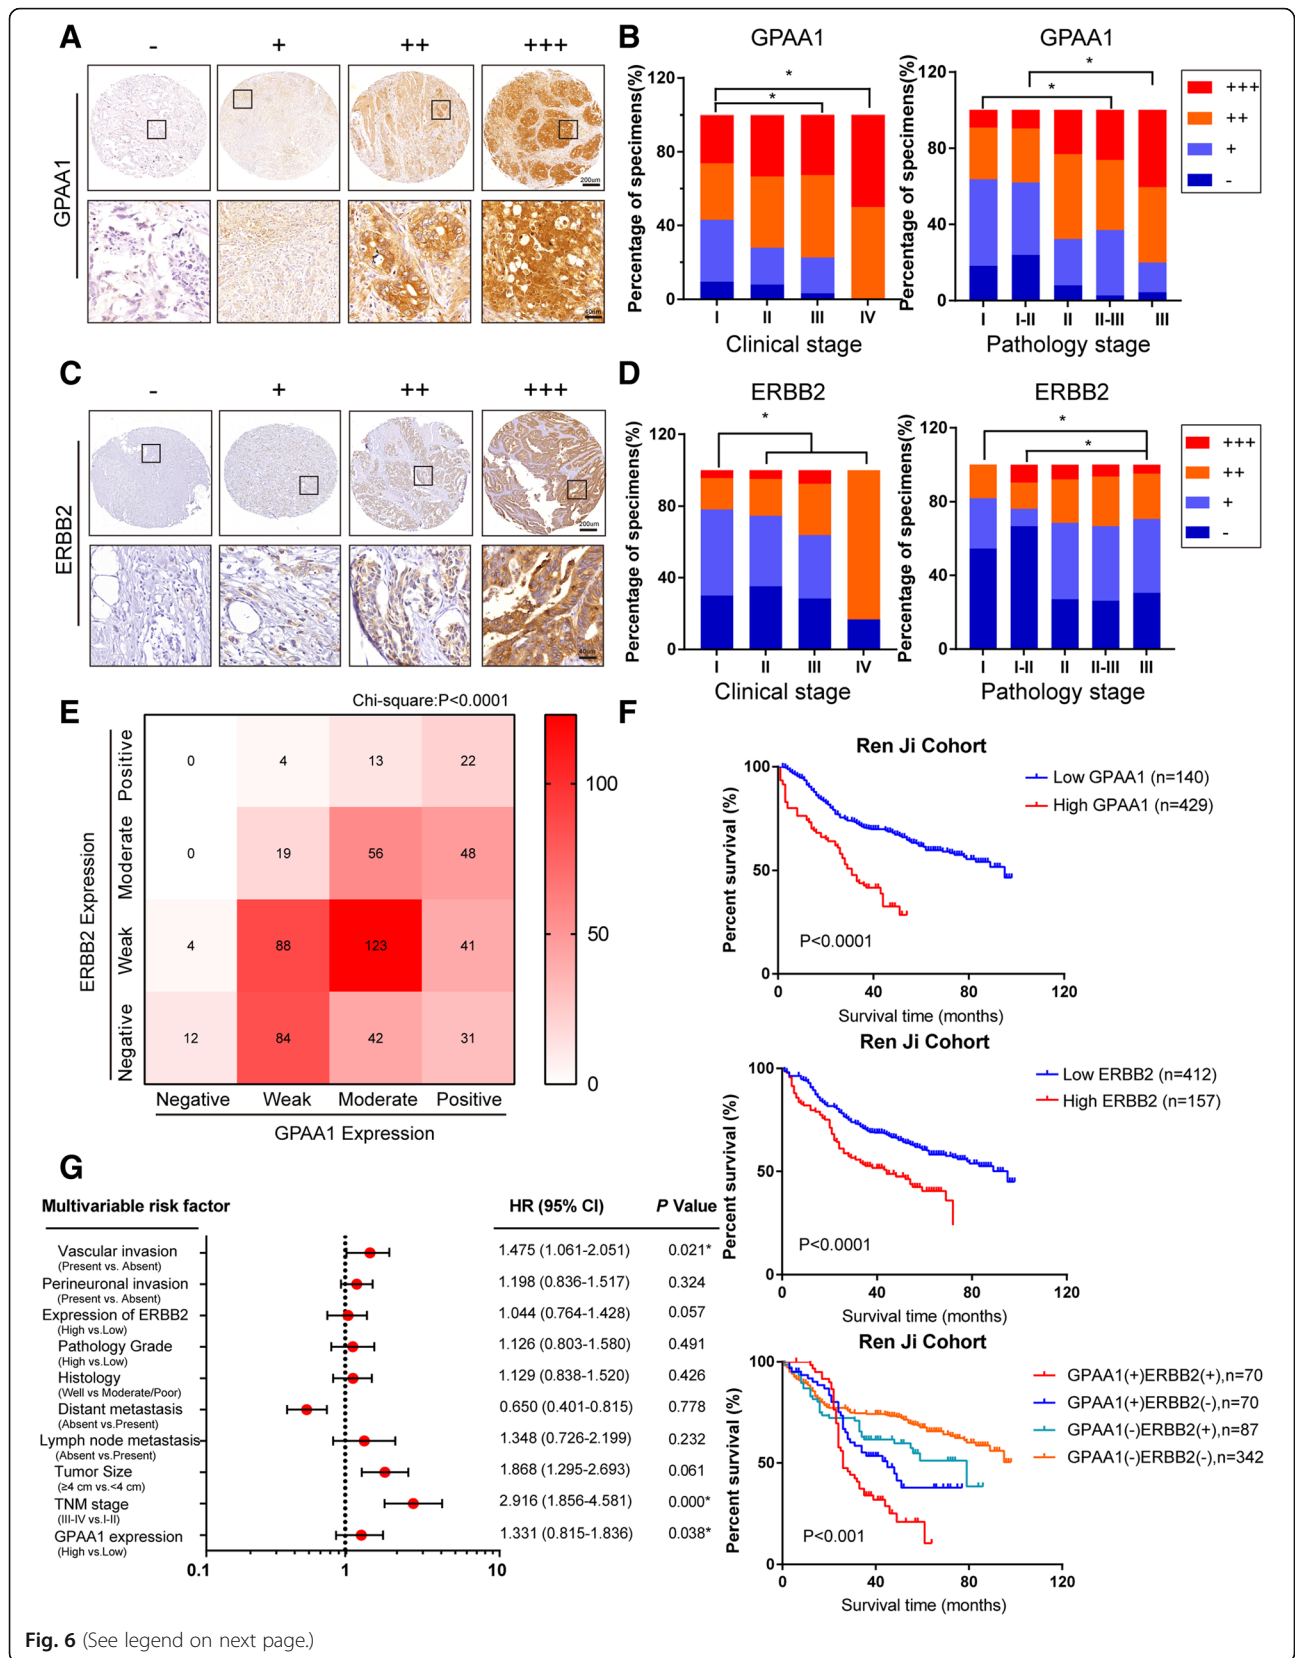 A
- + ++ +++
GPAA1
200um
40um
B
GPAA1
Percentage of specimens(%)
120
80
40
0
* *
I II III IV
Clinical stage
GPAA1
Percentage of specimens(%)
120
80
40
0
* *
I I-II II II-III III
Pathology stage
+++
++
+
-
C
- + ++ +++
ERBB2
200um
40um
D
ERBB2
Percentage of specimens(%)
120
80
40
0
*
I II III IV
Clinical stage
ERBB2
Percentage of specimens(%)
120
80
40
0
* *
I I-II II II-III III
Pathology stage
+++
++
+
-
E
Chi-square:P<0.0001
ERBB2 Expression
Positive 0 4 13 22
Moderate 0 19 56 48
Weak 4 88 123 41
Negative 12 84 42 31
Negative Weak Moderate Positive
GPAA1 Expression
100
50
0
F
Ren Ji Cohort
Percent survival (%)
100
50
0
Low GPAA1 (n=140)
High GPAA1 (n=429)
P<0.0001
0 40 80 120
Survival time (months)
Ren Ji Cohort
Percent survival (%)
100
50
0
Low ERBB2 (n=412)
High ERBB2 (n=157)
P<0.0001
0 40 80 120
Survival time (months)
Ren Ji Cohort
Percent survival (%)
100
50
0
GPAA1(+)ERBB2(+),n=70
GPAA1(+)ERBB2(-),n=70
GPAA1(-)ERBB2(+),n=87
GPAA1(-)ERBB2(-),n=342
P<0.001
0 40 80 120
Survival time (months)
G
Multivariable risk factor HR (95% CI) P Value
Vascular invasion 1.475 (1.061-2.051) 0.021*
(Present vs. Absent)
Perineuronal invasion 1.198 (0.836-1.517) 0.324
(Present vs. Absent)
Expression of ERBB2 1.044 (0.764-1.428) 0.057
(High vs.Low)
Pathology Grade 1.126 (0.803-1.580) 0.491
(High vs.Low)
Histology 1.129 (0.838-1.520) 0.426
(Well vs Moderate/Poor)
Distant metastasis 0.650 (0.401-0.815) 0.778
(Absent vs.Present)
Lymph node metastasis 1.348 (0.726-2.199) 0.232
(Absent vs.Present)
Tumor Size 1.868 (1.295-2.693) 0.061
(≥4 cm vs.<4 cm)
TNM stage 2.916 (1.856-4.581) 0.000*
(III-IV vs.I-II)
GPAA1 expression 1.331 (0.815-1.836) 0.038*
(High vs.Low)
0.1 1 10
Fig. 6 (See legend on next page.)